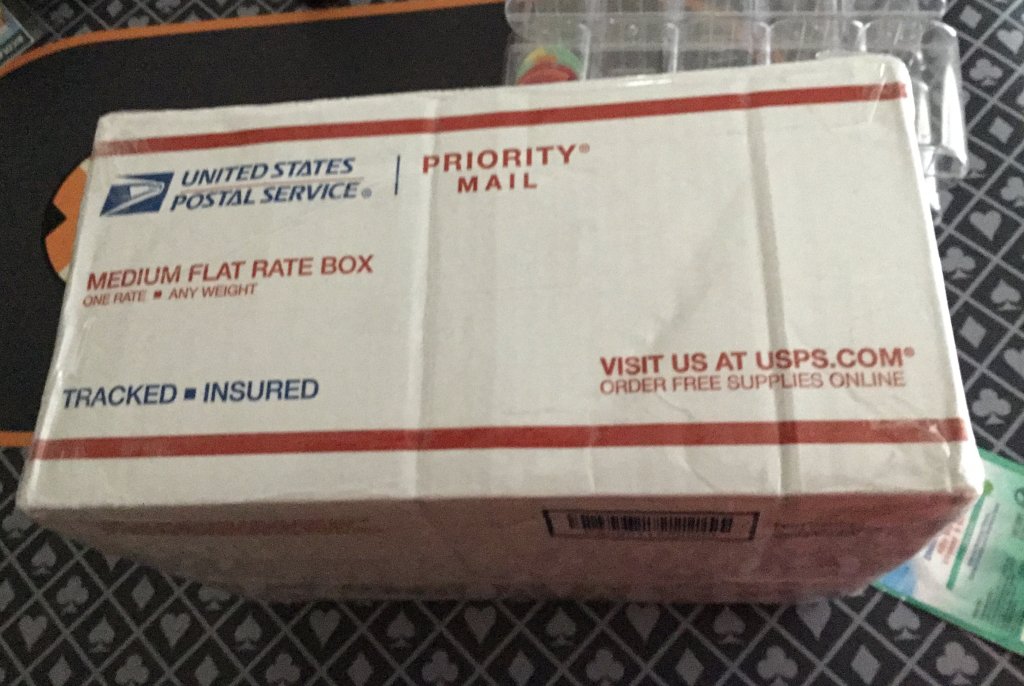 UNITED STATES
POSTAL SERVICE®
PRIORITY®
MAIL
MEDIUM FLAT RATE BOX
ONE RATE ■ ANY WEIGHT
TRACKED ■ INSURED
VISIT US AT USPS.COM®
ORDER FREE SUPPLIES ONLINE